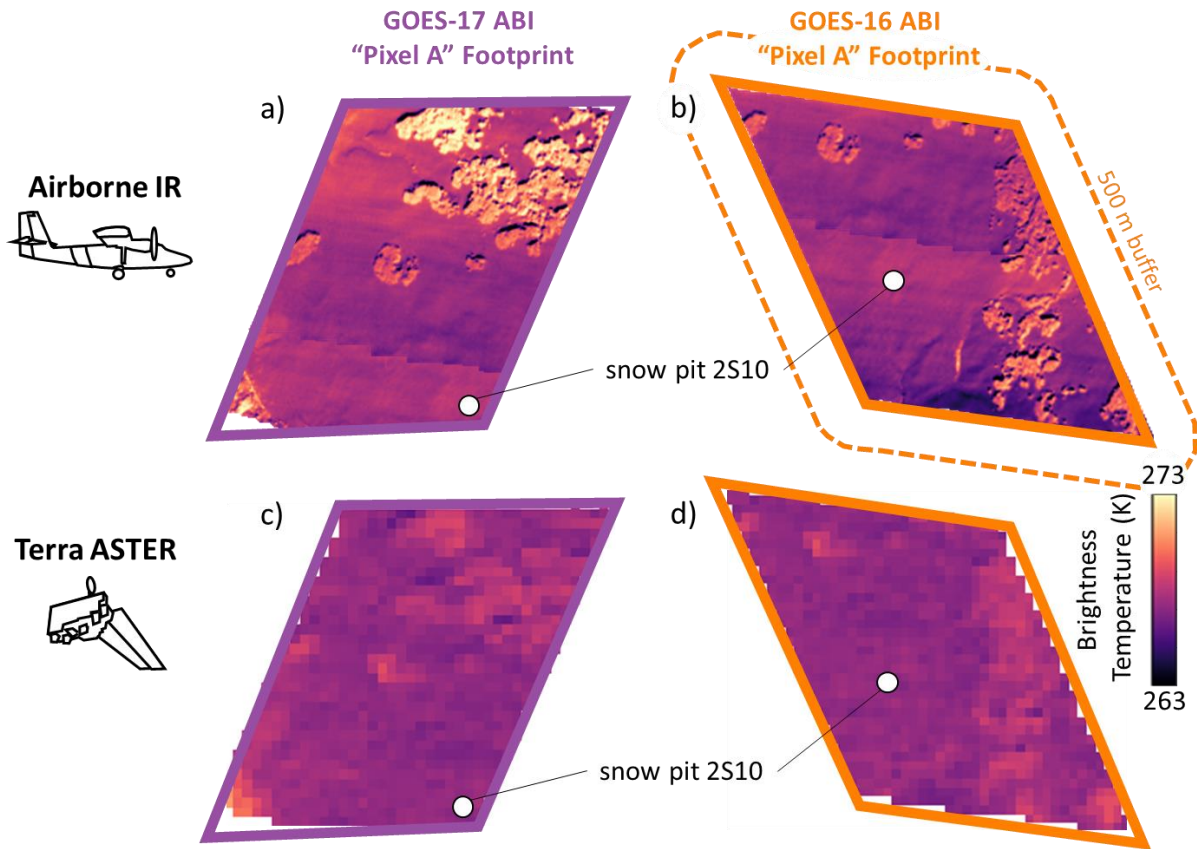 GOES-17 ABI
“Pixel A” Footprint
GOES-16 ABI
“Pixel A” Footprint
a)
b)
Airborne IR
500 m buffer
snow pit 2S10
c)
d)
273
Terra ASTER
Brightness
Temperature (K)
263
snow pit 2S10